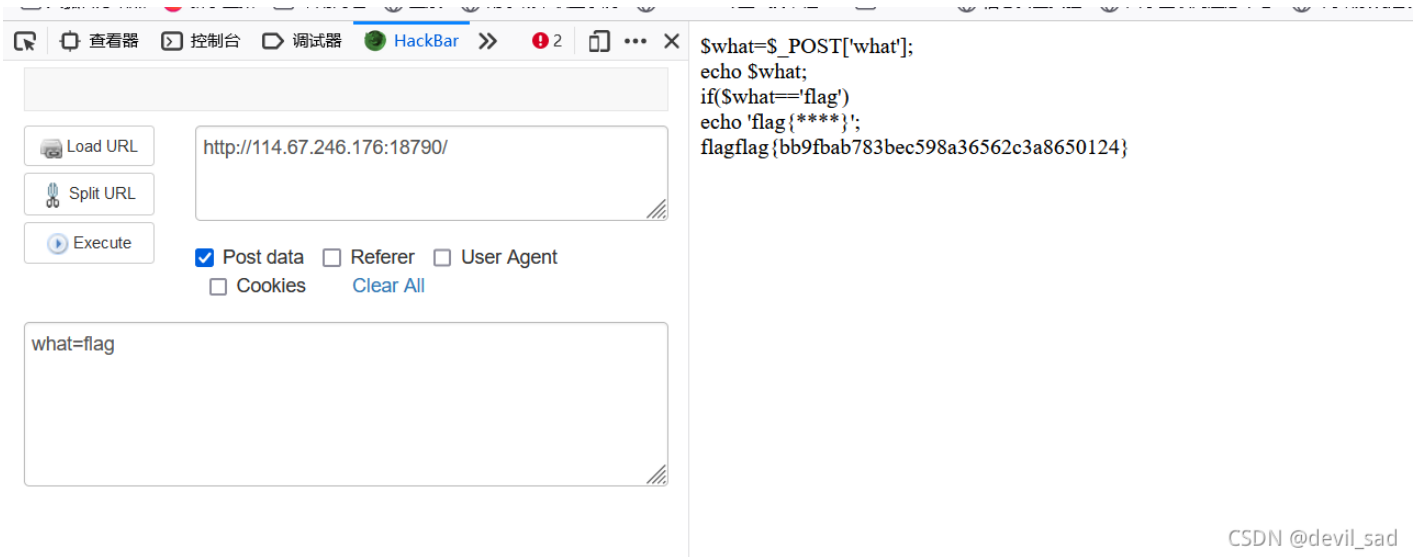 查看器 控制台 调试器 HackBar 2
Load URL
http://114.67.246.176:18790/
Split URL
Execute
Post data Referer User Agent
Cookies Clear All
what=flag
$what=$_POST['what'];
echo $what;
if($what=='flag')
echo 'flag{****}';
flagflag{bb9fbab783bec598a36562c3a8650124}
CSDN @devil_sad